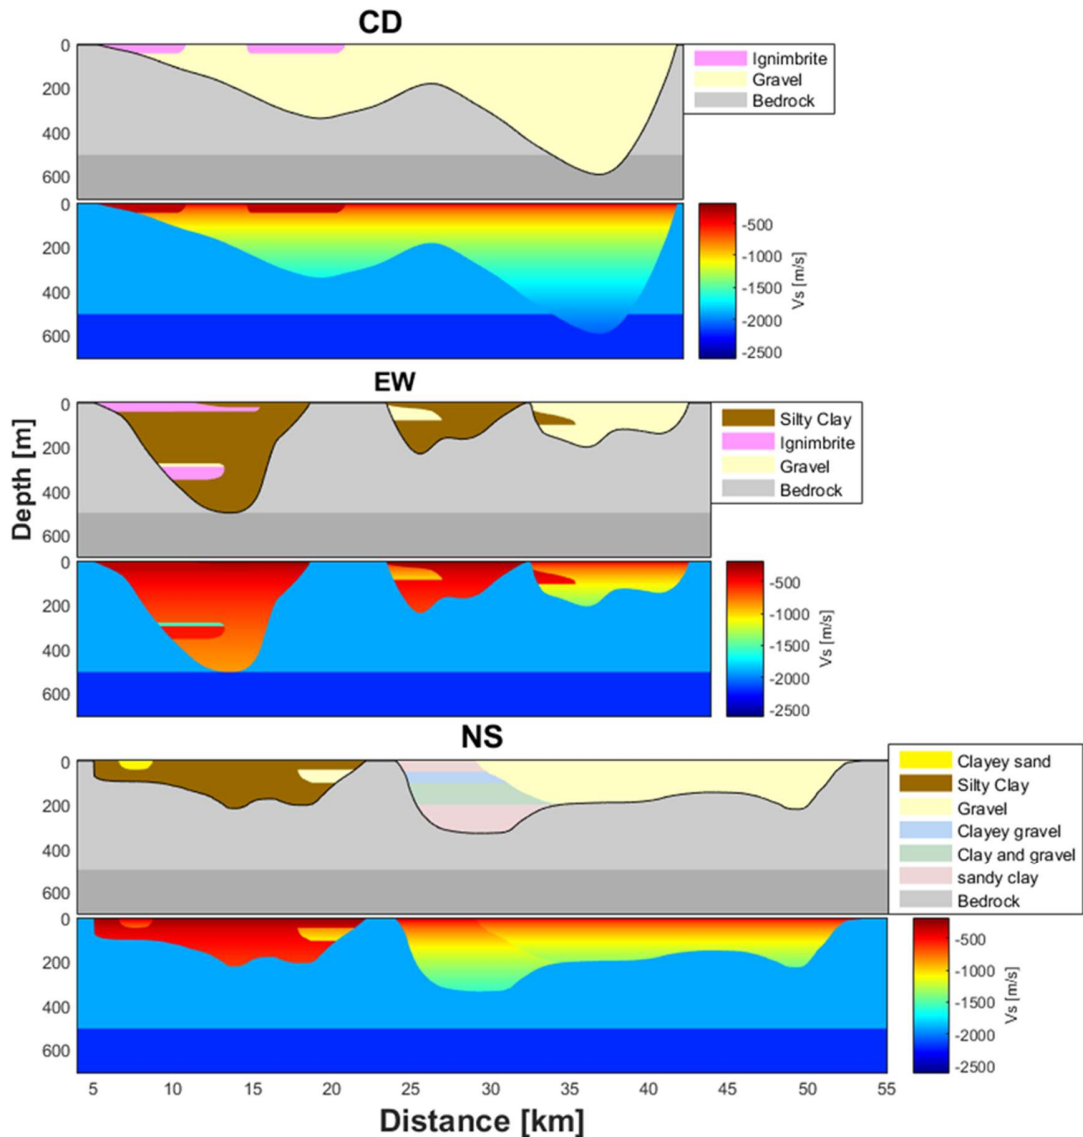 CD
0
200
400
600
Ignimbrite
Gravel
Bedrock
0
200
400
600
-500
-1000
-1500
-2000
-2500
Vs [m/s]
EW
Depth [m]
0
200
400
600
Silty Clay
Ignimbrite
Gravel
Bedrock
0
200
400
600
-500
-1000
-1500
-2000
-2500
Vs [m/s]
NS
0
200
400
600
Clayey sand
Silty Clay
Gravel
Clayey gravel
Clay and gravel
sandy clay
Bedrock
0
200
400
600
-500
-1000
-1500
-2000
-2500
Vs [m/s]
5 10 15 20 25 30 35 40 45 50 55
Distance [km]